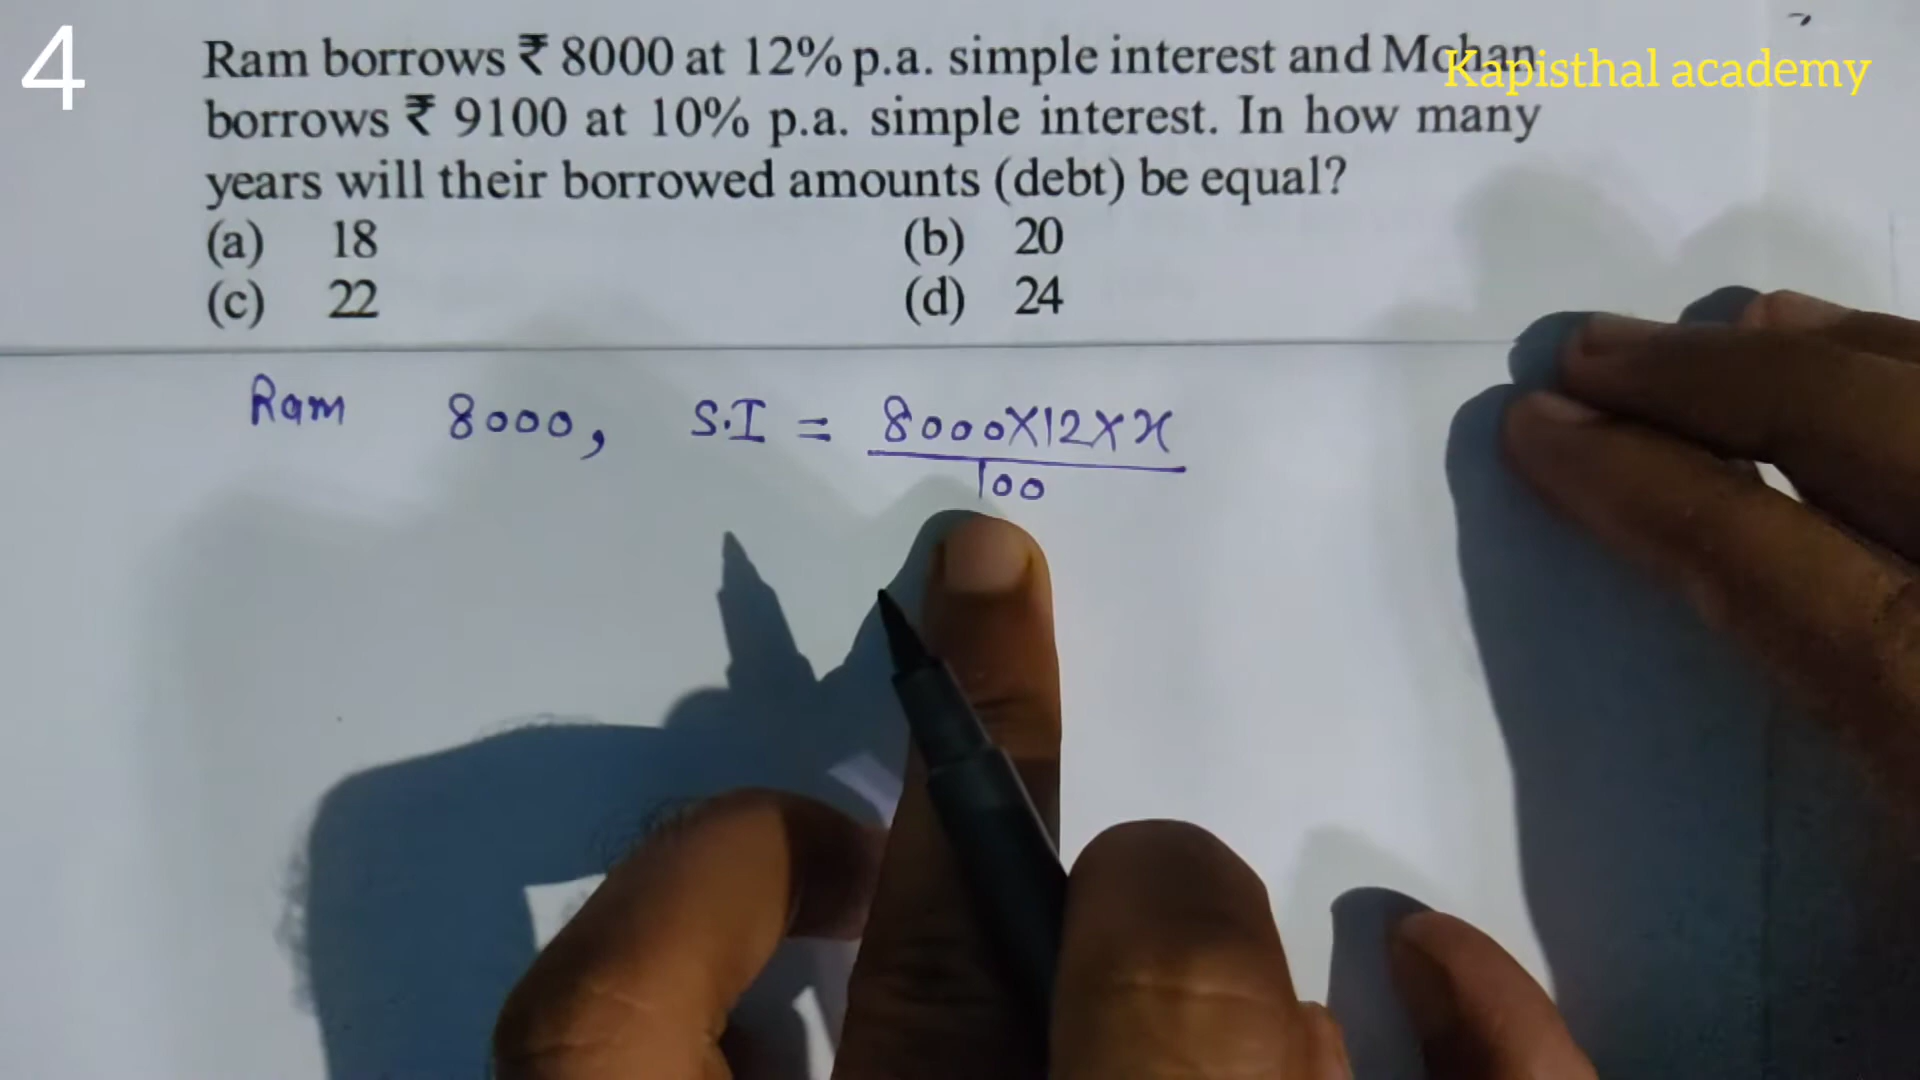 4
Ram borrows ₹ 8000 at 12% p.a. simple interest and Mohan
Kapisthal academy
borrows ₹ 9100 at 10% p.a. simple interest. In how many
years will their borrowed amounts (debt) be equal?
(a) 18 (b) 20
(c) 22 (d) 24
Ram 8000, S.I = 8000×12×x
100